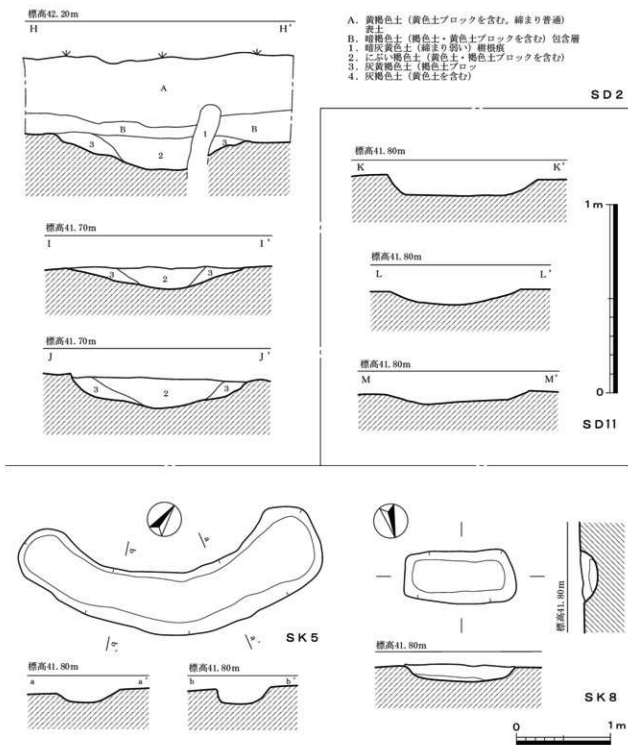 標高42.20m
H H'
A
B B
1
3 2 3
A. 黄褐色土(黄色土ブロックを含む。締まり普通)
表土
B. 暗褐色土(褐色土・黄色土ブロックを含む)包含層
1. 暗灰黄色土(締まり弱い)樹根痕
2. にぶい褐色土(黄色土・褐色土ブロックを含む)
3. 灰黄褐色土(褐色土ブロッ
4. 灰褐色土(黄色土を含む)
SD2
標高41.70m
I I'
3 2 3
標高41.70m
J J'
3 2 3
標高41.80m
K K'
標高41.80m
L L'
標高41.80m
M M'
1m
0
SD11
a
b
a'
b'
SK5
標高41.80m
a a'
標高41.80m
b b'
標高41.80m
標高41.80m
SK8
0 1m